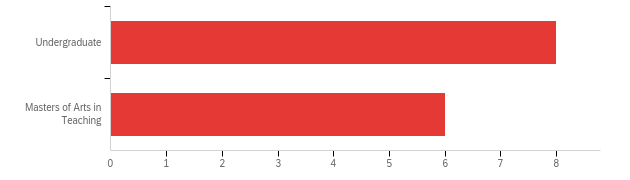 Undergraduate
Masters of Arts in
Teaching
0 1 2 3 4 5 6 7 8